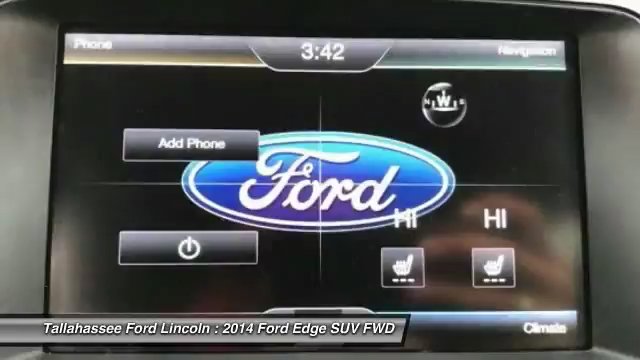 Phone
3:42
Navigation
N W S
Add Phone
Ford
HI HI
Climate
Tallahassee Ford Lincoln : 2014 Ford Edge SUV FWD